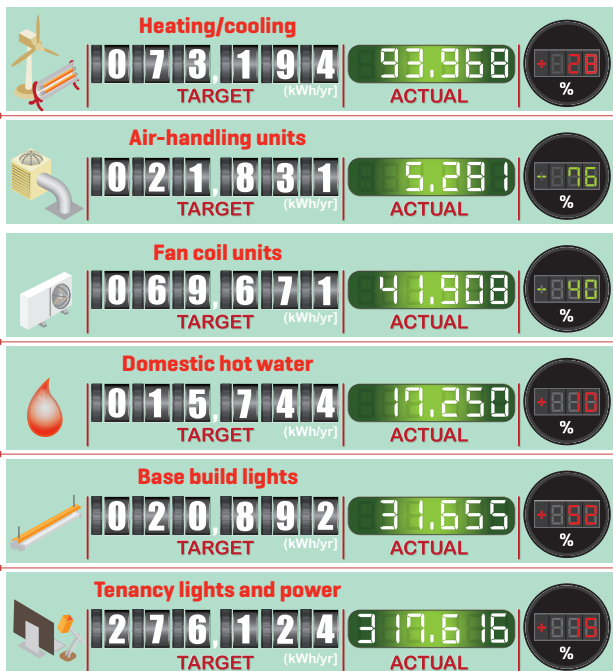 Heating/cooling
073,194 93.968 + 28
(kWh/yr] %
TARGET ACTUAL
Air-handling units
021,831 5.281 - 76
(kWh/yr] %
TARGET ACTUAL
Fan coil units
069,671 41.908 - 40
(kWh/yr] %
TARGET ACTUAL
Domestic hot water
015,744 17.250 + 10
(kWh/yr] %
TARGET ACTUAL
Base build lights
020,892 31.655 + 52
(kWh/yr] %
TARGET ACTUAL
Tenancy lights and power
276,124 317.616 + 15
(kWh/yr] %
TARGET ACTUAL